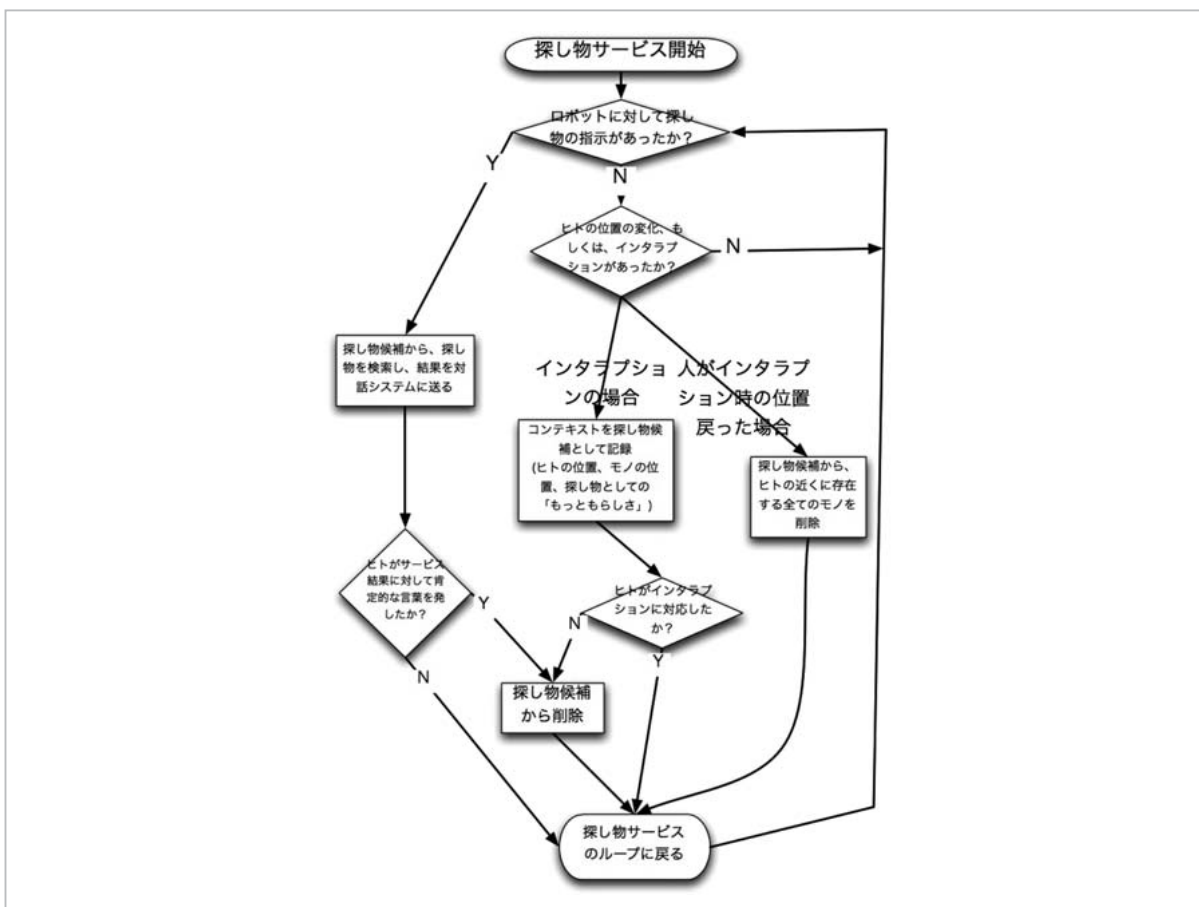 探し物サービス開始
ロボットに対して探し
物の指示があったか？
Y
N
ヒトの位置の変化、も
しくは、インタラプ
ションがあったか？
N
探し物候補から、探し
物を検索し、結果を対
話システムに送る
インタラプショ
ンの場合
人がインタラプ
ション時の位置
戻った場合
コンテキストを探し物候
補として記録
(ヒトの位置、モノの位
置、探し物としての
「もっともらしさ」)
探し物候補から、
ヒトの近くに存在
する全てのモノを
削除
ヒトがサービス
結果に対して肯
定的な言葉を発
したか？
Y
N
ヒトがインタラプ
ションに対応した
か？
N
Y
探し物候補
から削除
探し物サービス
のループに戻る